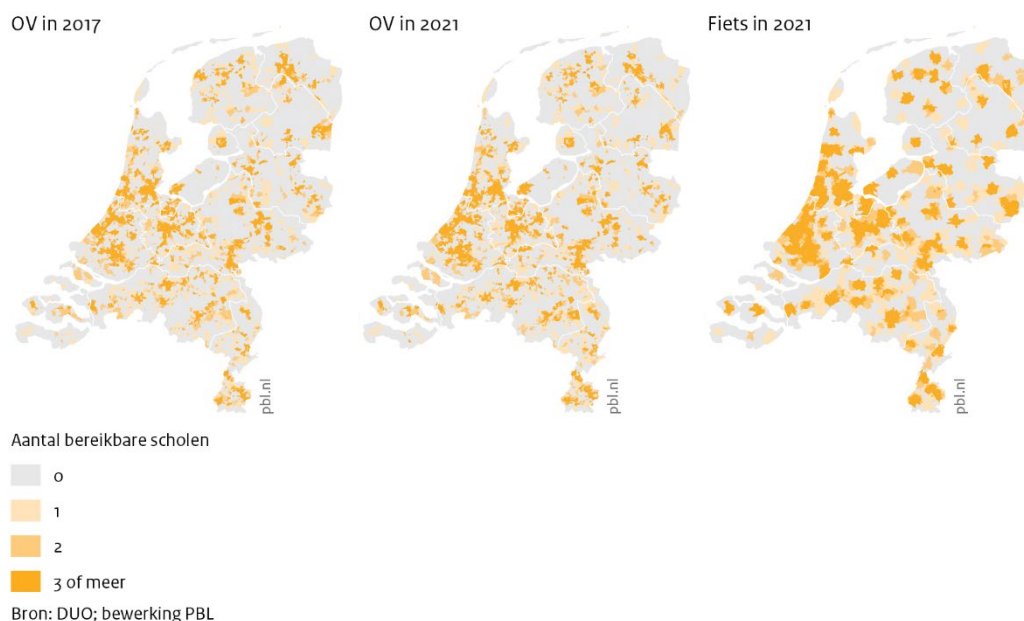 OV in 2017
OV in 2021
Fiets in 2021
pbl.nl
pbl.nl
pbl.nl
Aantal bereikbare scholen
0
1
2
3 of meer
Bron: DUO; bewerking PBL